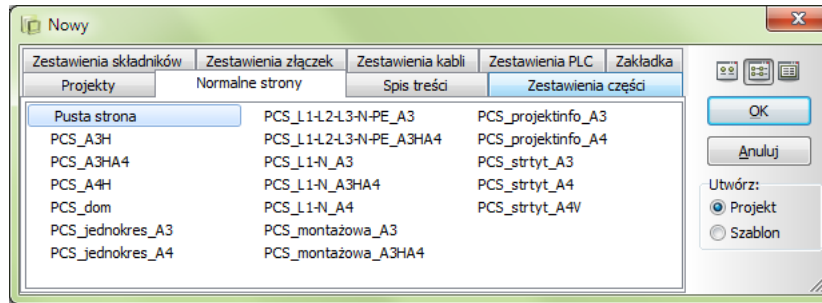 Nowy
Zestawienia składników Zestawienia złączek Zestawienia kabli Zestawienia PLC Zakładka
Projekty Normalne strony Spis treści Zestawienia części
Pusta strona PCS_L1-L2-L3-N-PE_A3 PCS_projektinfo_A3
PCS_A3H PCS_L1-L2-L3-N-PE_A3HA4 PCS_projektinfo_A4
PCS_A3HA4 PCS_L1-N_A3 PCS_strtyt_A3
PCS_A4H PCS_L1-N_A3HA4 PCS_strtyt_A4
PCS_dom PCS_L1-N_A4 PCS_strtyt_A4V
PCS_jednokres_A3 PCS_montażowa_A3
PCS_jednokres_A4 PCS_montażowa_A3HA4
OK
Anuluj
Utwórz:
Projekt
Szablon